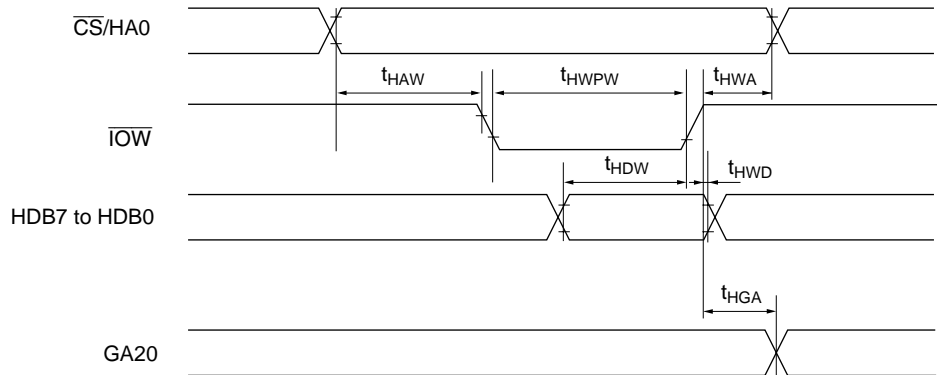 CS/HA0
tHAW
tHWPW
tHWA
IOW
tHDW
tHWD
HDB7 to HDB0
tHGA
GA20